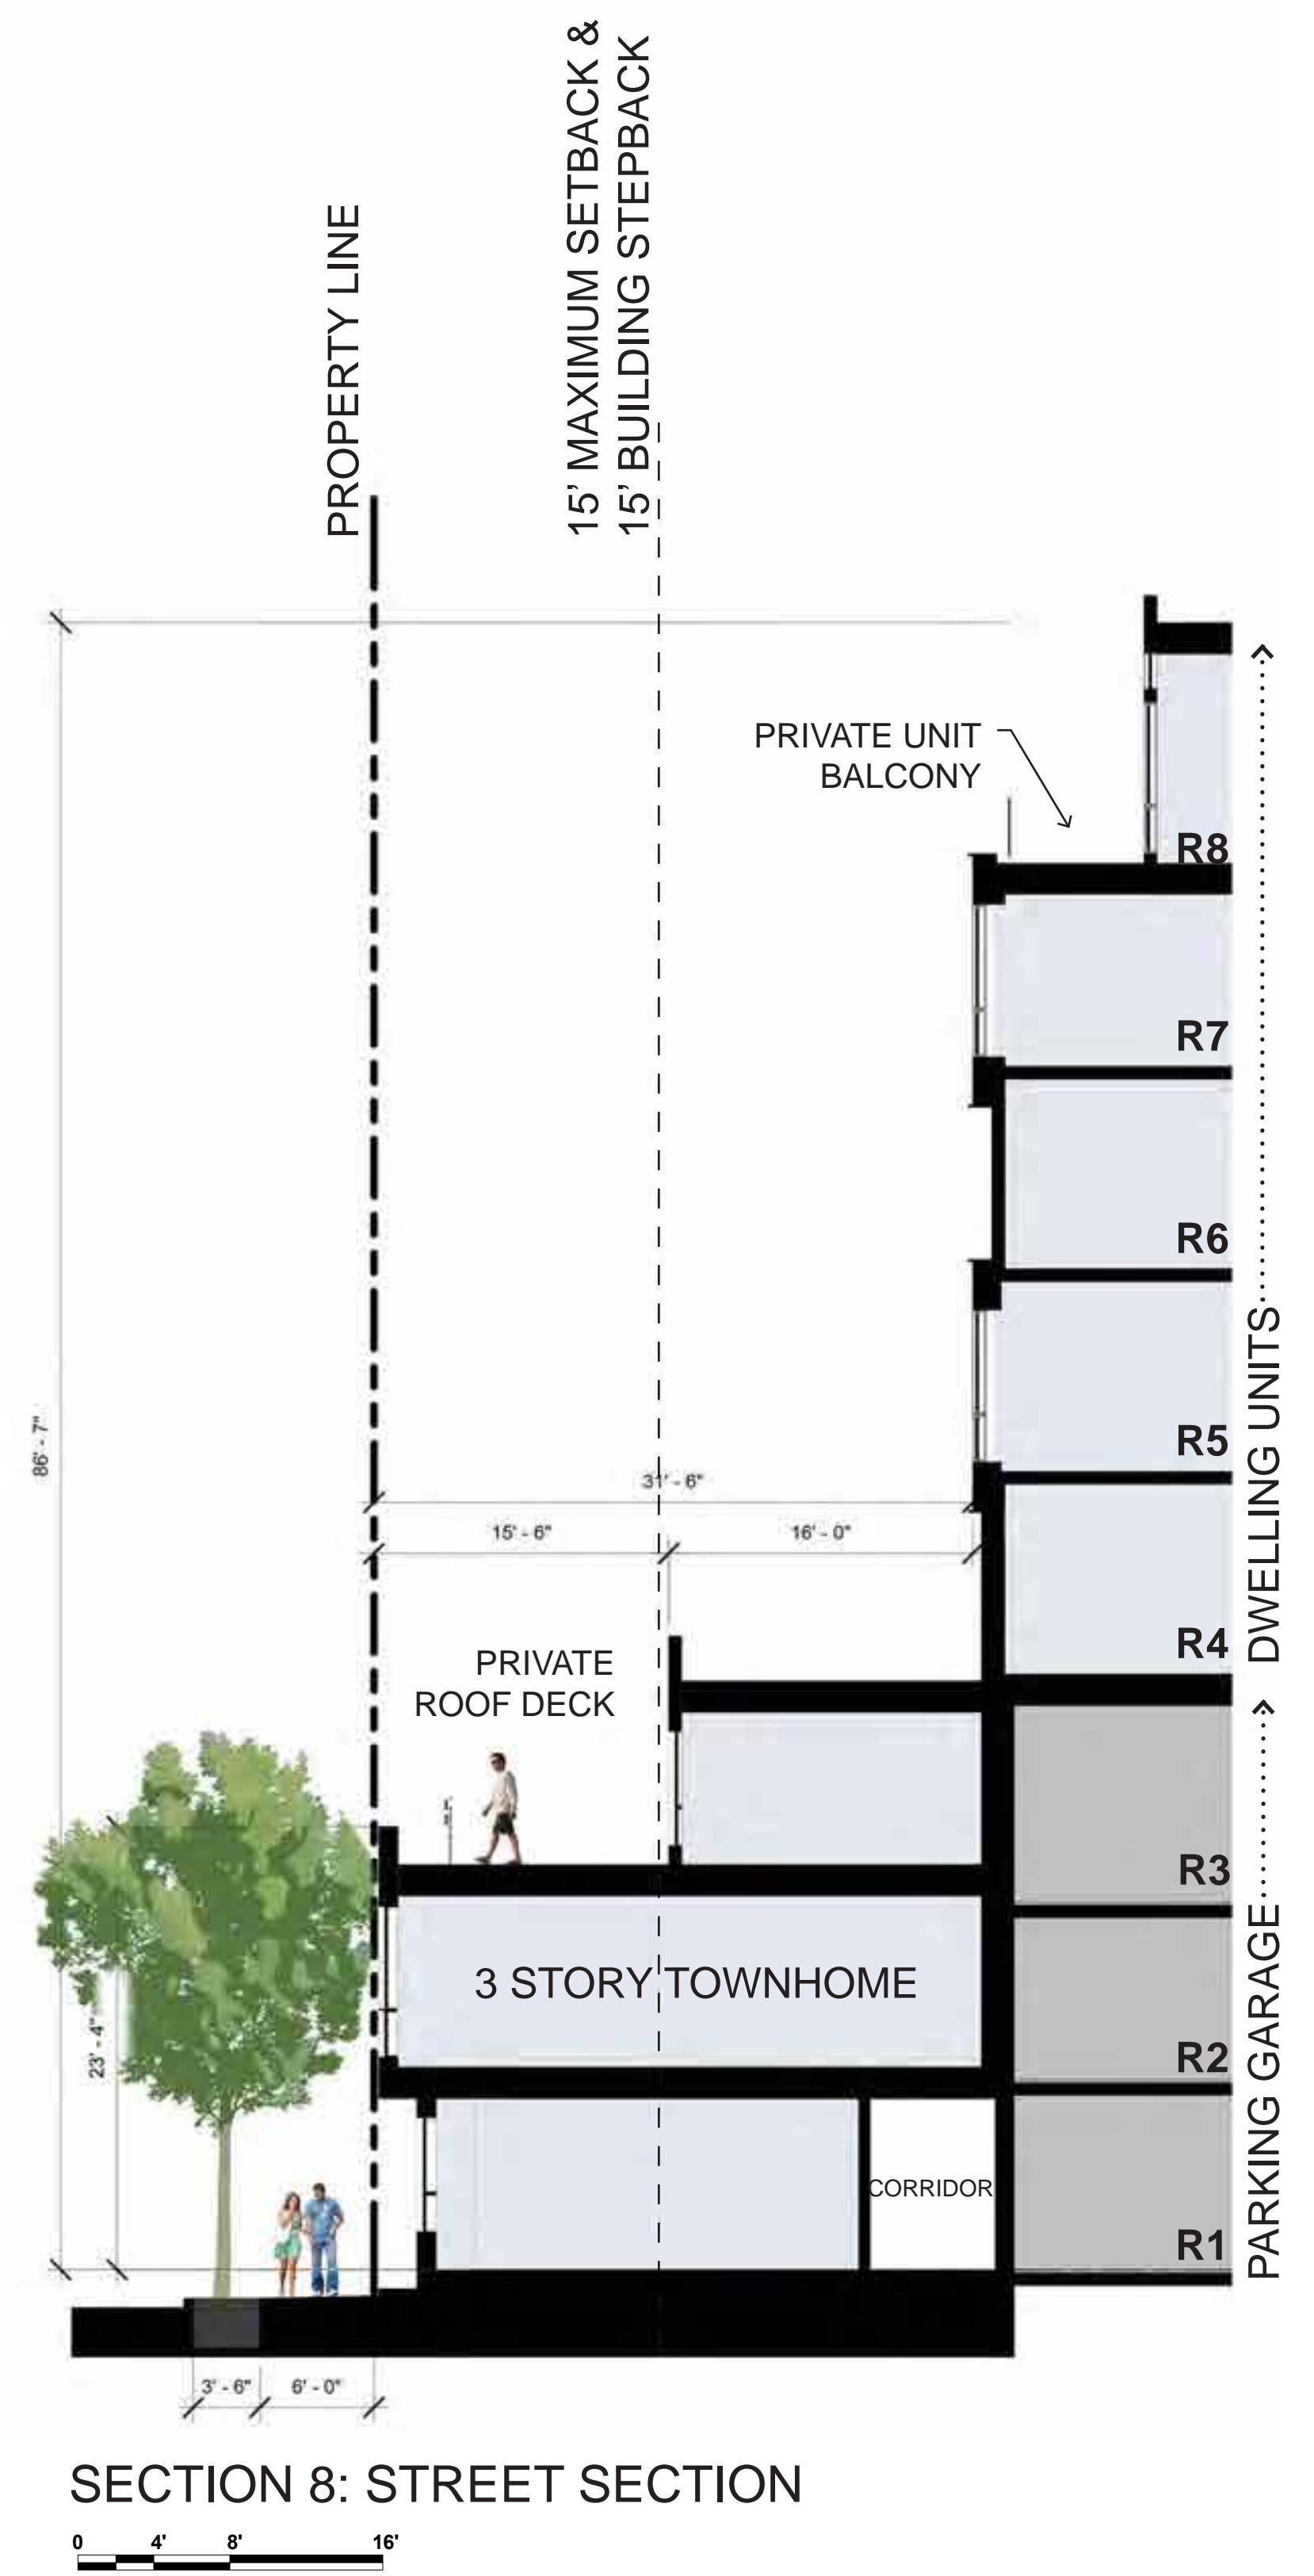 15’ MAXIMUM SETBACK &
15’ BUILDING STEPBACK
PROPERTY LINE
PRIVATE UNIT
BALCONY
R8
R7
R6
R5
R4
DWELLING UNITS
86' - 7"
31' - 6"
15' - 6"
16' - 0"
PRIVATE
ROOF DECK
R3
3 STORY TOWNHOME
R2
23' - 4"
CORRIDOR
R1
PARKING GARAGE
3' - 6"
6' - 0"
SECTION 8: STREET SECTION
0 4' 8' 16'